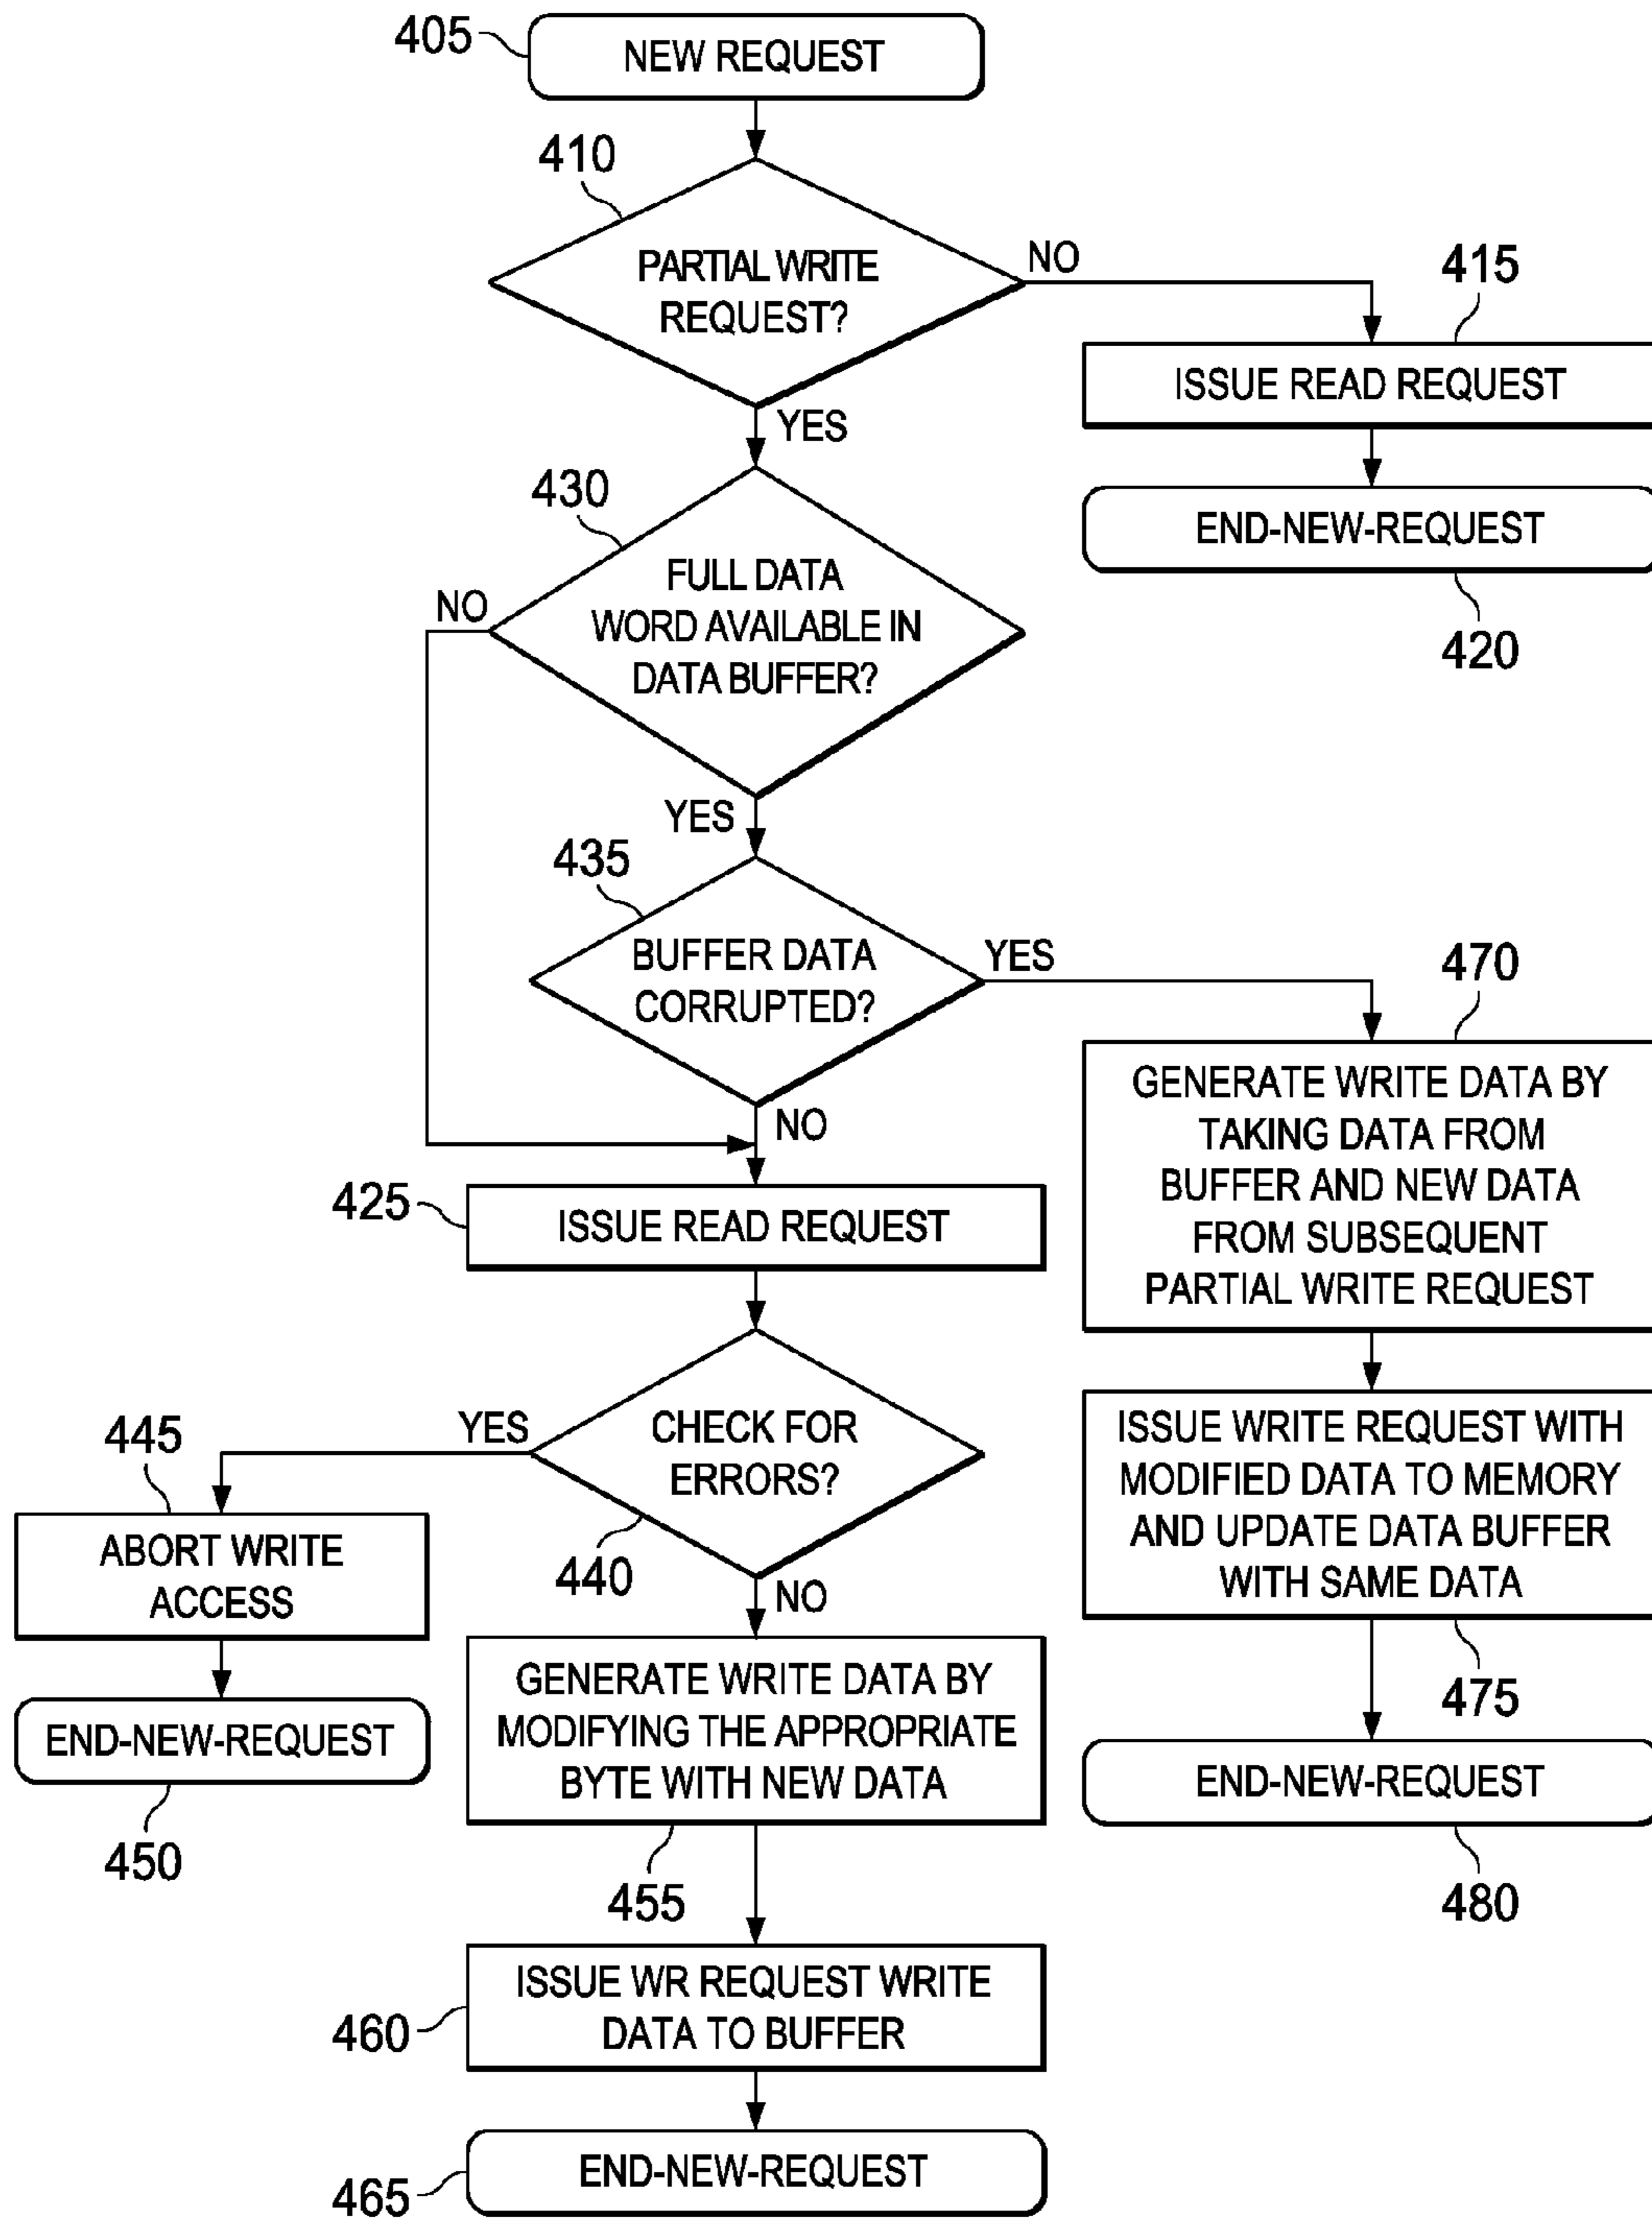 405
NEW REQUEST
410
PARTIAL WRITE
REQUEST?
NO
415
ISSUE READ REQUEST
YES
END-NEW-REQUEST
420
430
FULL DATA
WORD AVAILABLE IN
DATA BUFFER?
NO
YES
435
BUFFER DATA
CORRUPTED?
YES
470
GENERATE WRITE DATA BY
TAKING DATA FROM
BUFFER AND NEW DATA
FROM SUBSEQUENT
PARTIAL WRITE REQUEST
NO
425
ISSUE READ REQUEST
CHECK FOR
ERRORS?
440
YES
445
ABORT WRITE
ACCESS
END-NEW-REQUEST
450
ISSUE WRITE REQUEST WITH
MODIFIED DATA TO MEMORY
AND UPDATE DATA BUFFER
WITH SAME DATA
475
END-NEW-REQUEST
480
NO
GENERATE WRITE DATA BY
MODIFYING THE APPROPRIATE
BYTE WITH NEW DATA
455
ISSUE WR REQUEST WRITE
DATA TO BUFFER
460
END-NEW-REQUEST
465